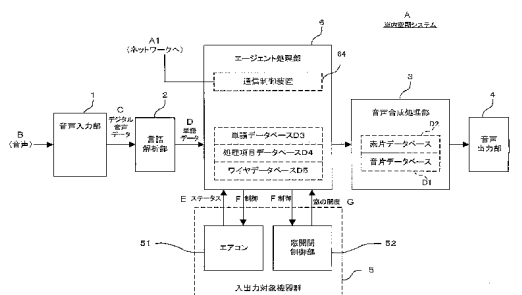 A
車内空調システム
6
A1
(ネットワークへ)
エージェント処理部
64
通信制御装置
1
音声入力部
B
(音声)
C
デジタル
音声
データ
2
言語
解析部
D
単語
データ
単語データベースD3
処理項目データベースD4
ワイヤデータベースD5
3
音声合成処理部
D2
素片データベース
音片データベース
D1
4
音声
出力部
E ステータス
F 制御
F 制御
窓の開度 G
51
エアコン
窓開閉
制御部
52
5
入出力対象機器群